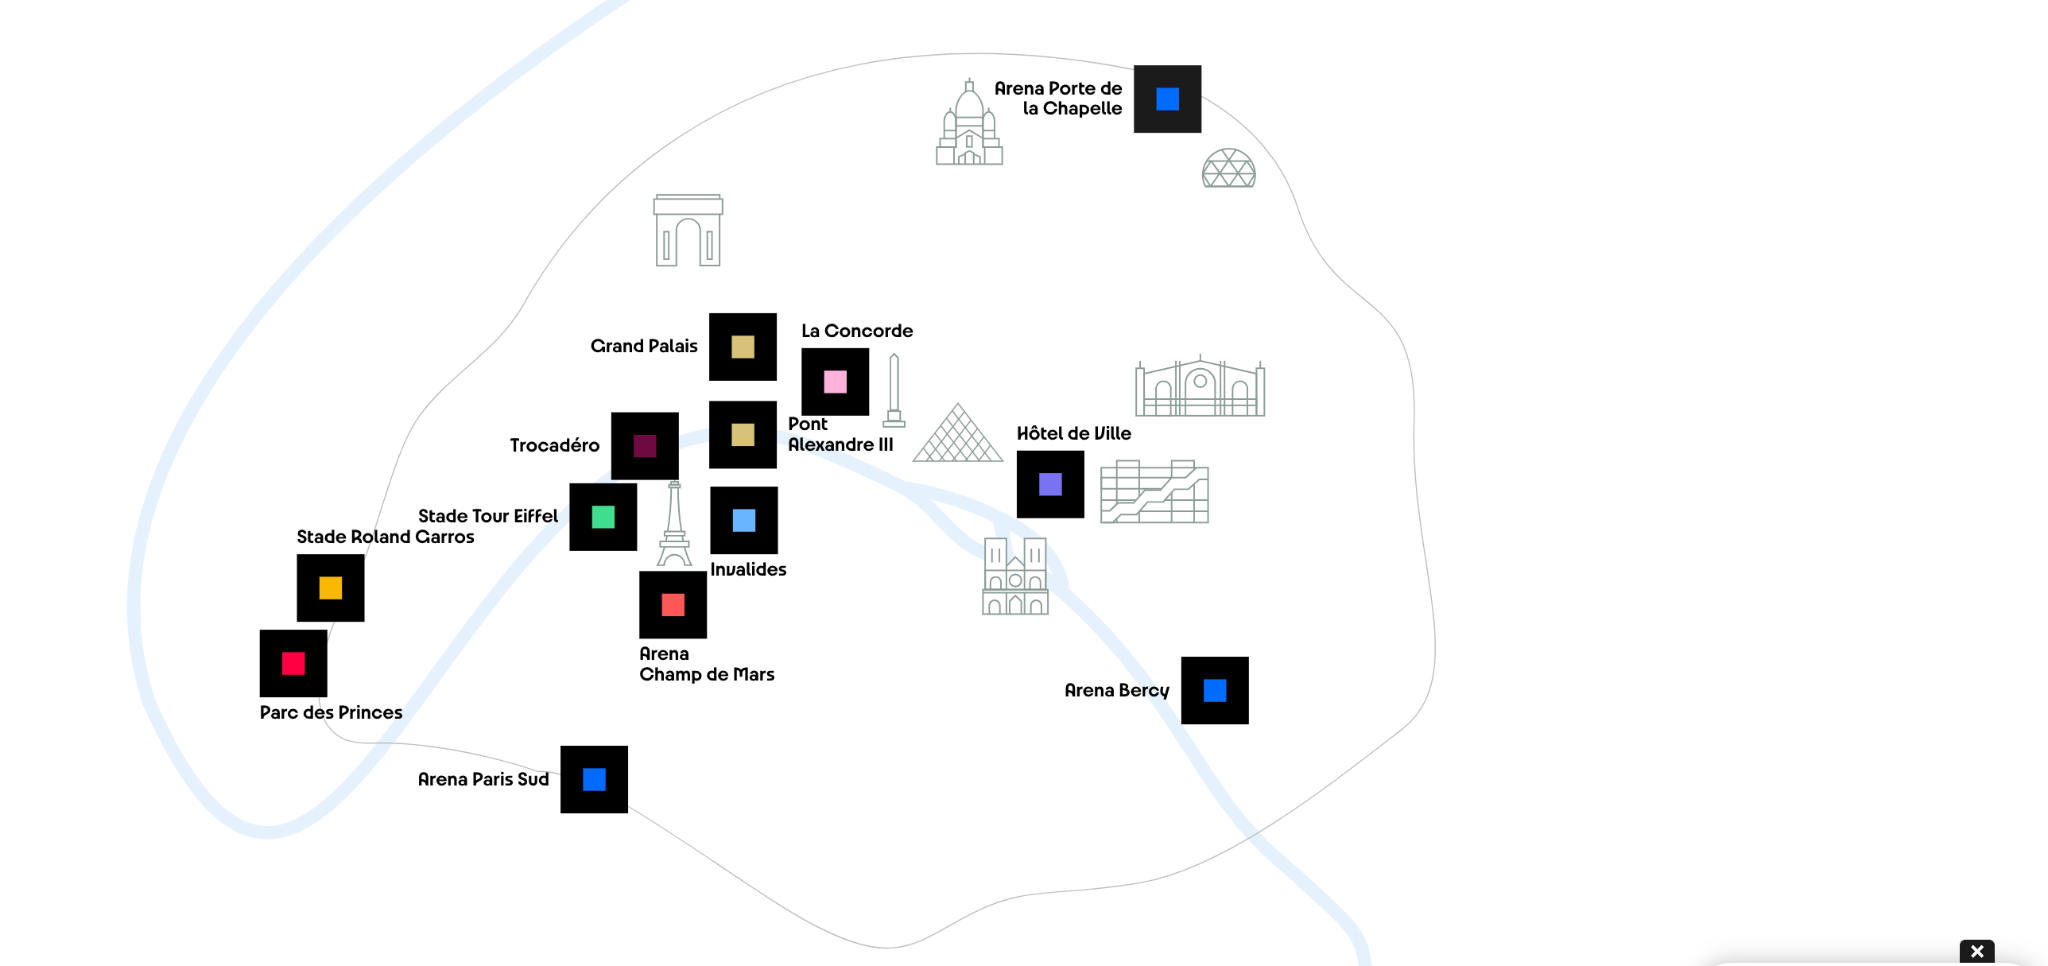 Arena Porte de
la Chapelle
La Concorde
Grand Palais
Pont
Alexandre III
Hôtel de Ville
Trocadéro
Stade Tour Eiffel
Stade Roland Garros
Invalides
Arena
Champ de Mars
Arena Bercy
Parc des Princes
Arena Paris Sud